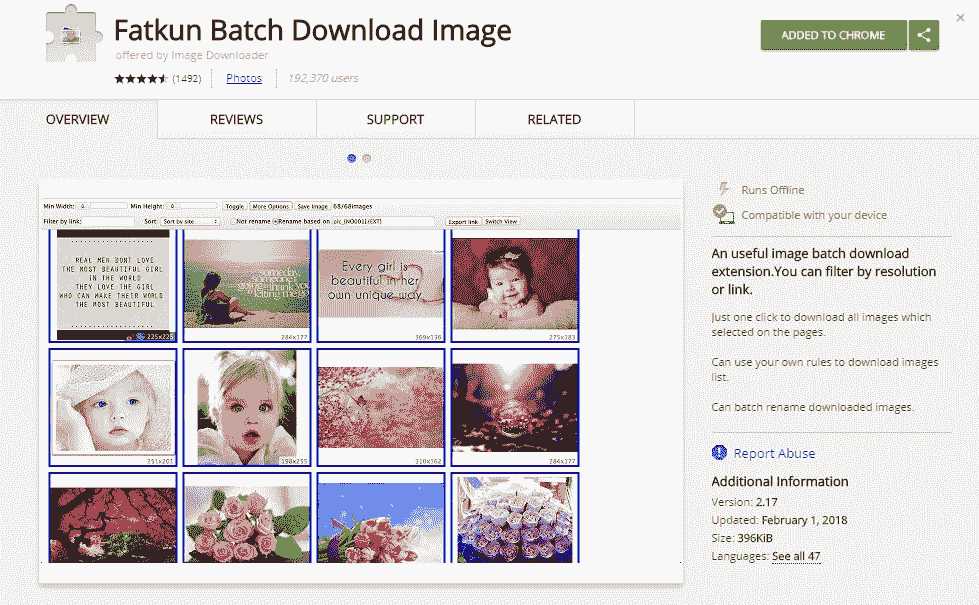 Fatkun Batch Download Image
offered by Image Downloader
(1492)
Photos
192,370 users
ADDED TO CHROME
OVERVIEW
REVIEWS
SUPPORT
RELATED
Min Width: 0
Min Height: 0
Toggle
More Options
Save Image
88/68images
Filter by link:
Sort: Sort by site
Not rename
Rename based on
pic_{NO001}{EXT}
Export link
Switch View
REAL MEN DONT LOVE
THE MOST BEAUTIFUL GIRL
IN THE WORLD
THEY LOVE THE GIRL
WHO CAN MAKE THEIR WORLD
THE MOST BEAUTIFUL
225x225
someday,
284x177
Every girl is
beautiful in her
own unique way
369x136
275x183
251x201
198x255
310x162
284x177
Runs Offline
Compatible with your device
An useful image batch download
extension.You can filter by resolution
or link.
Just one click to download all images which
selected on the pages.
Can use your own rules to download images
list.
Can batch rename downloaded images.
Report Abuse
Additional Information
Version: 2.17
Updated: February 1, 2018
Size: 396KiB
Languages: See all 47